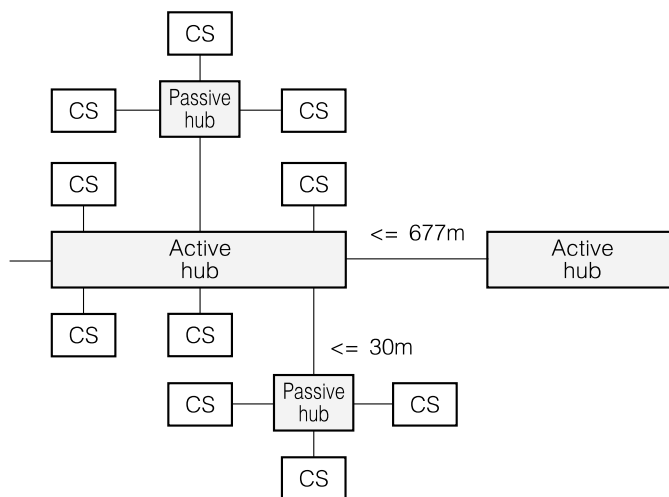 CS
CS
Passive
hub
CS
CS
CS
Active
hub
<= 677m
Active
hub
CS
CS
<= 30m
CS
Passive
hub
CS
CS